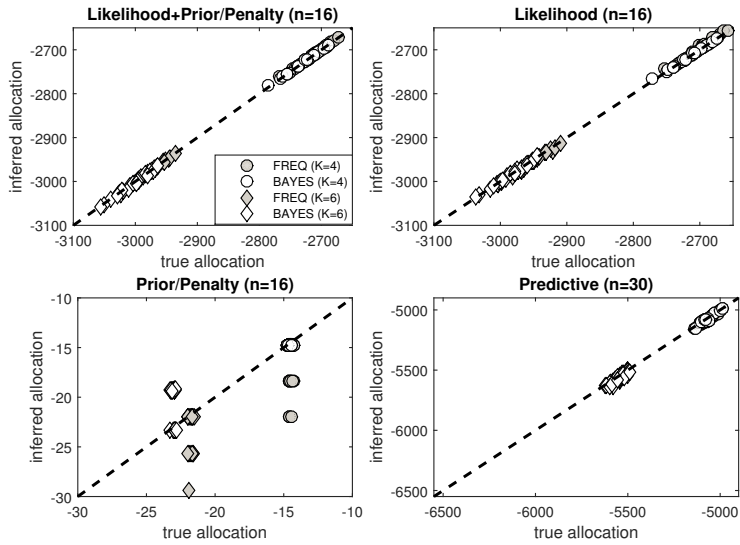 Likelihood+Prior/Penalty (n=16)
-2700
-2800
-2900
-3000
-3100
-3100
-3000
-2900
-2800
-2700
inferred allocation
true allocation
FREQ (K=4)
BAYES (K=4)
FREQ (K=6)
BAYES (K=6)
Likelihood (n=16)
-2700
-2800
-2900
-3000
-3100
-3100
-3000
-2900
-2800
-2700
inferred allocation
true allocation
Prior/Penalty (n=16)
-10
-15
-20
-25
-30
-30
-25
-20
-15
-10
inferred allocation
true allocation
Predictive (n=30)
-5000
-5500
-6000
-6500
-6500
-6000
-5500
-5000
inferred allocation
true allocation